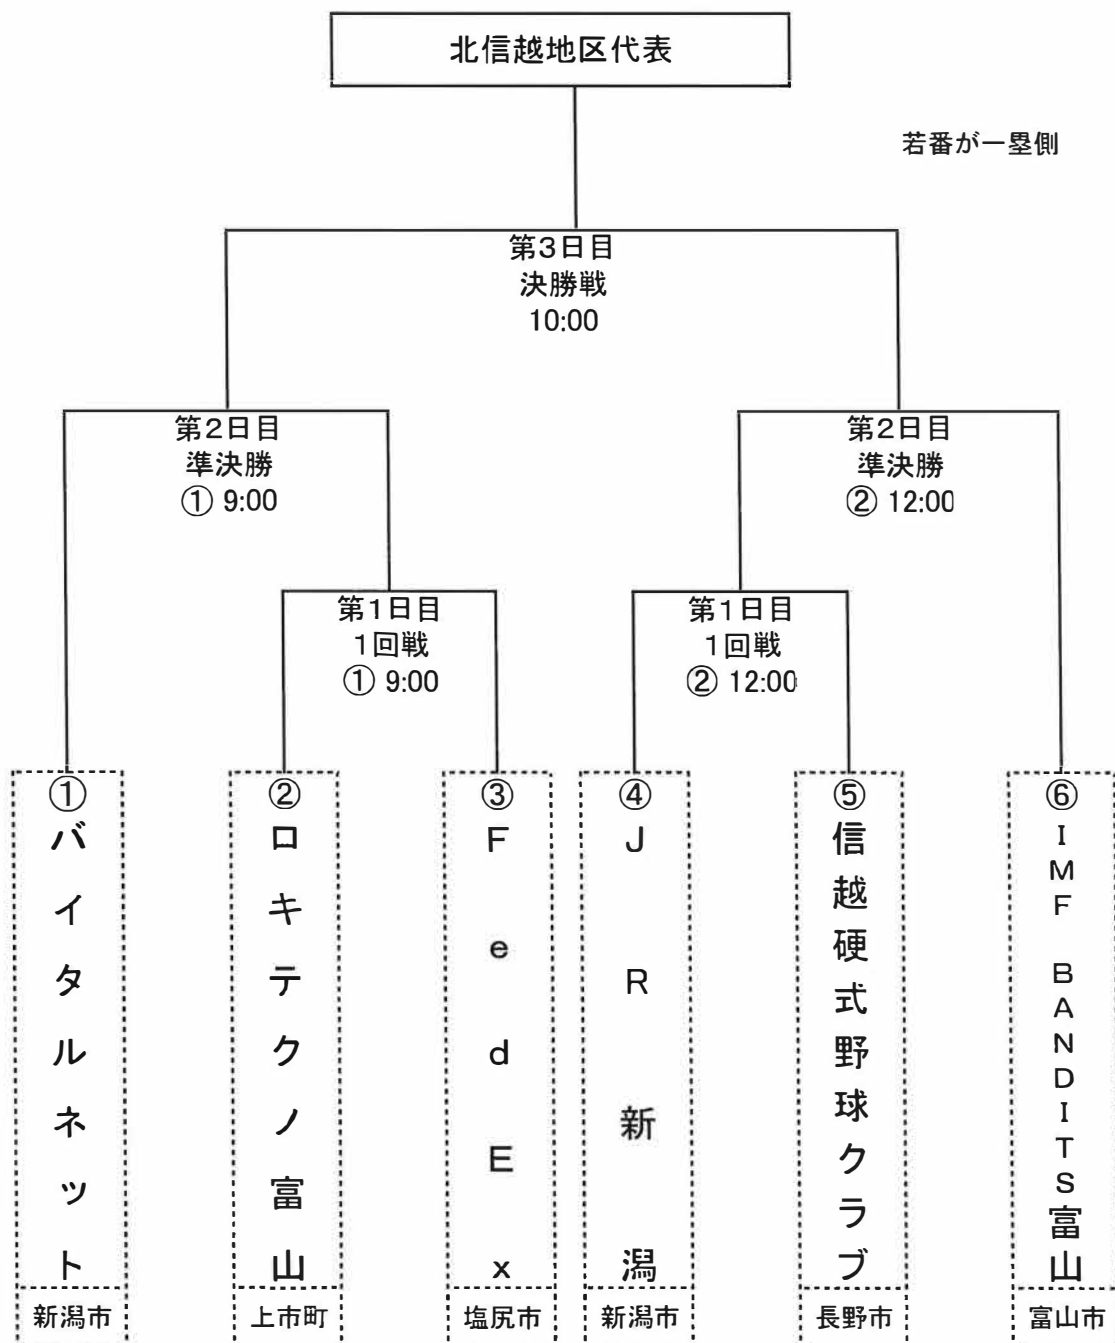 北信越地区代表
若番が一塁側
第3日目
決勝戦
10:00
第2日目
準決勝
① 9:00
第2日目
準決勝
② 12:00
第1日目
1回戦
① 9:00
第1日目
1回戦
② 12:00
①バイタルネット
新潟市
②ロキテクノ富山
上市町
③FedEx
塩尻市
④JR新潟
新潟市
⑤信越硬式野球クラブ
長野市
⑥IMF BANDITS富山
富山市